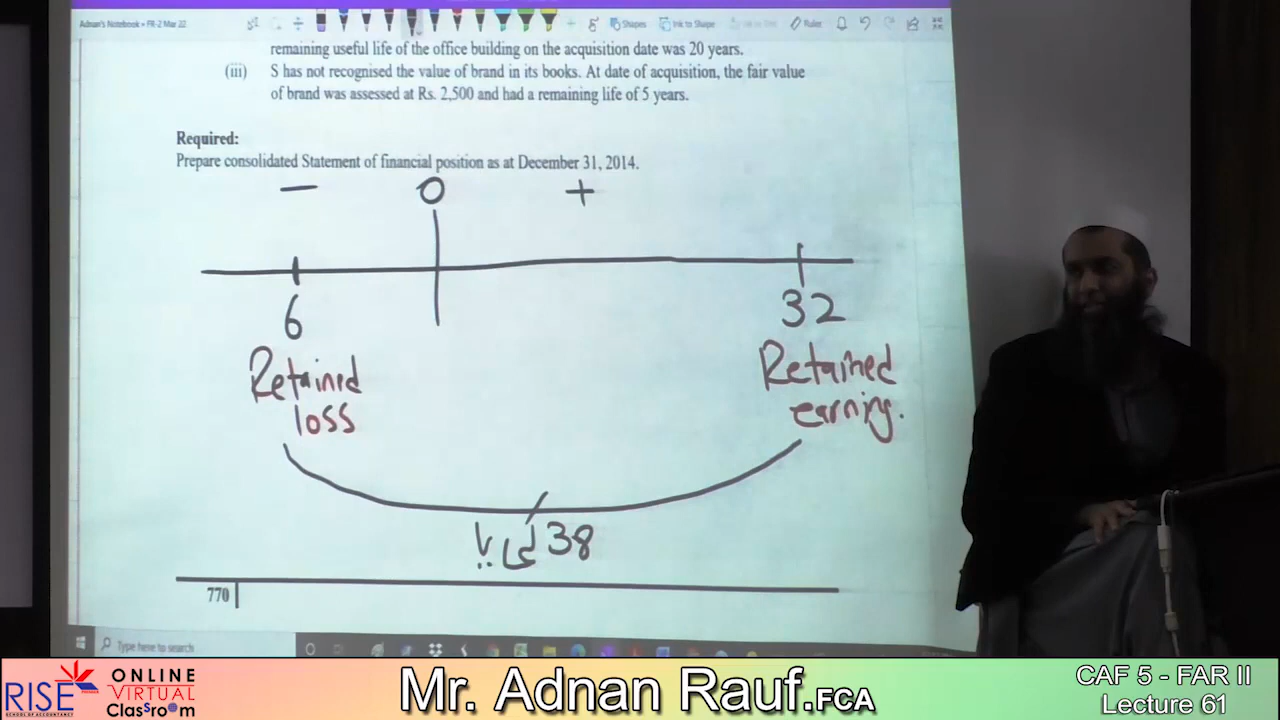 Adnan's Notebook » FR-2 Mar 22
Shapes
Ink to Shape
Ruler
remaining useful life of the office building on the acquisition date was 20 years.
(iii) S has not recognised the value of brand in its books. At date of acquisition, the fair value
of brand was assessed at Rs. 2,500 and had a remaining life of 5 years.
Required:
Prepare consolidated Statement of financial position as at December 31, 2014.
− 0 +
6 32
Retained
loss
Retained
earning.
38
770
Type here to search
RISE
SCHOOL OF ACCOUNTANCY
ONLINE
VIRTUAL
Classroom
Mr. Adnan Rauf.FCA
CAF 5 - FAR II
Lecture 61